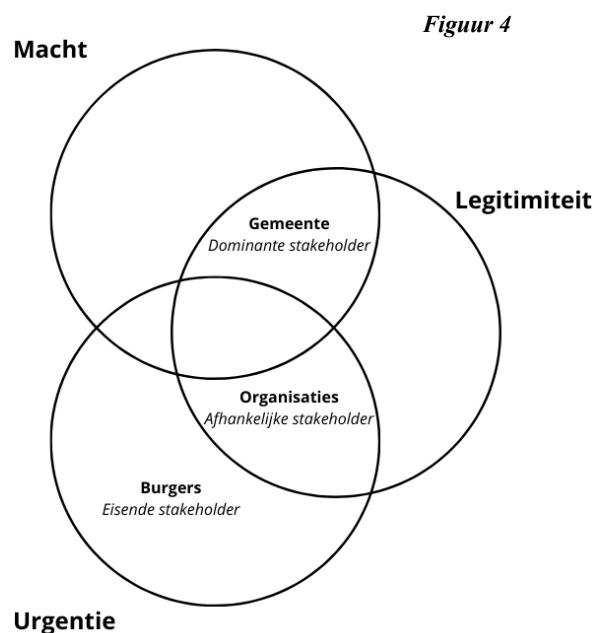 Figuur 4
Macht
Legitimiteit
Gemeente
Dominante stakeholder
Organisaties
Afhankelijke stakeholder
Burgers
Eisende stakeholder
Urgentie